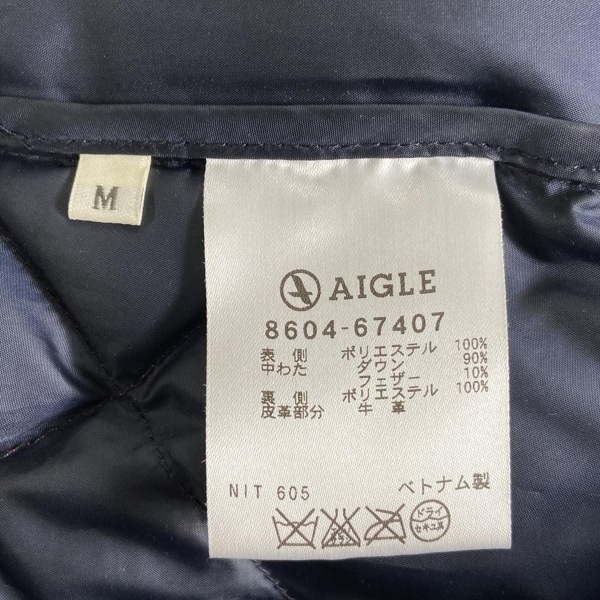 M
AIGLE
8604-67407
表 側 ポリエステル 100%
中わた ダウン 90%
フェザー 10%
裏 側 ポリエステル 100%
皮革部分 牛 革
NIT 605 ベトナム製
ドライ
セキユ系